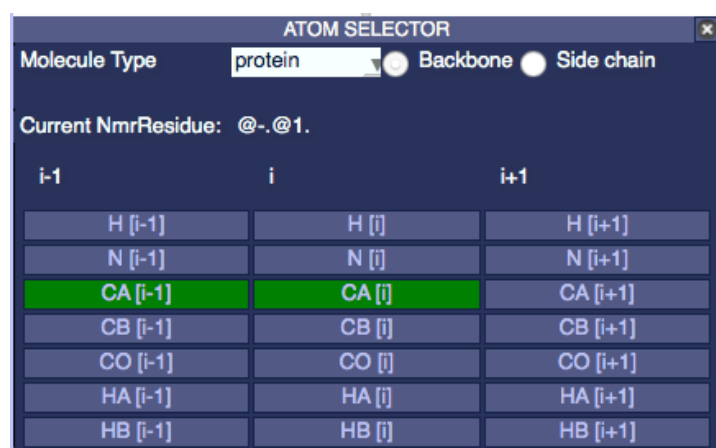 ATOM SELECTOR
Molecule Type protein Backbone Side chain
Current NmrResidue: @-.@1.
i-1 i i+1
H [i-1] H [i] H [i+1]
N [i-1] N [i] N [i+1]
CA [i-1] CA [i] CA [i+1]
CB [i-1] CB [i] CB [i+1]
CO [i-1] CO [i] CO [i+1]
HA [i-1] HA [i] HA [i+1]
HB [i-1] HB [i] HB [i+1]